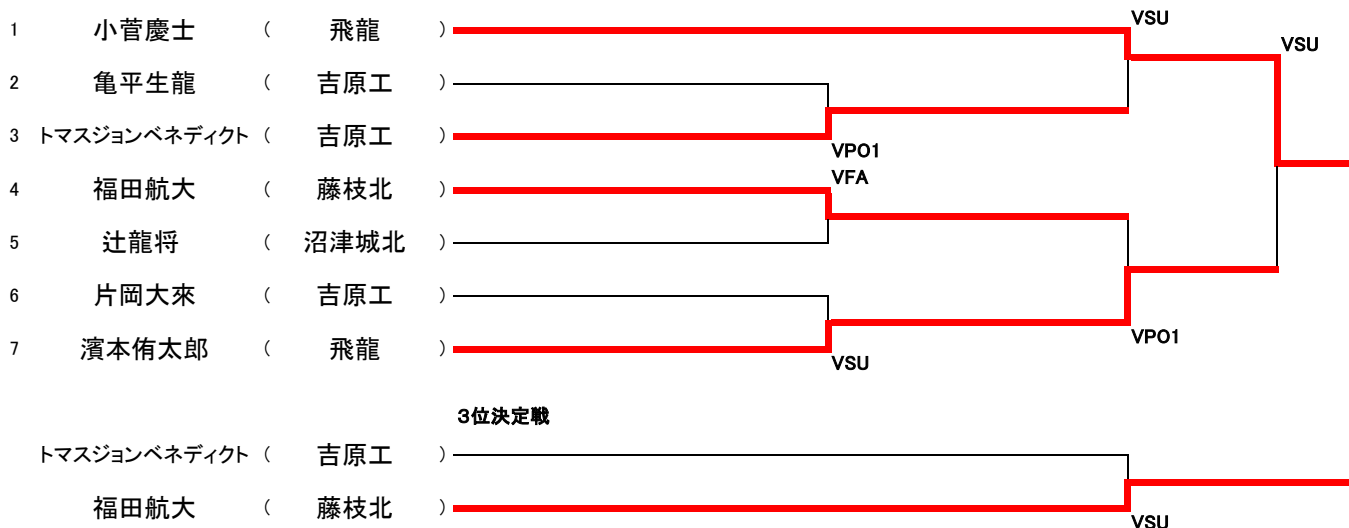 VSU
1 小菅慶士 ( 飛龍 )
VSU
2 亀平生龍 ( 吉原工 )
3 トマスジョンベネディクト ( 吉原工 )
VPO1
VFA
4 福田航大 ( 藤枝北 )
5 辻龍将 ( 沼津城北 )
6 片岡大來 ( 吉原工 )
VPO1
7 濱本侑太郎 ( 飛龍 )
VSU
3位決定戦
トマスジョンベネディクト ( 吉原工 )
福田航大 ( 藤枝北 )
VSU